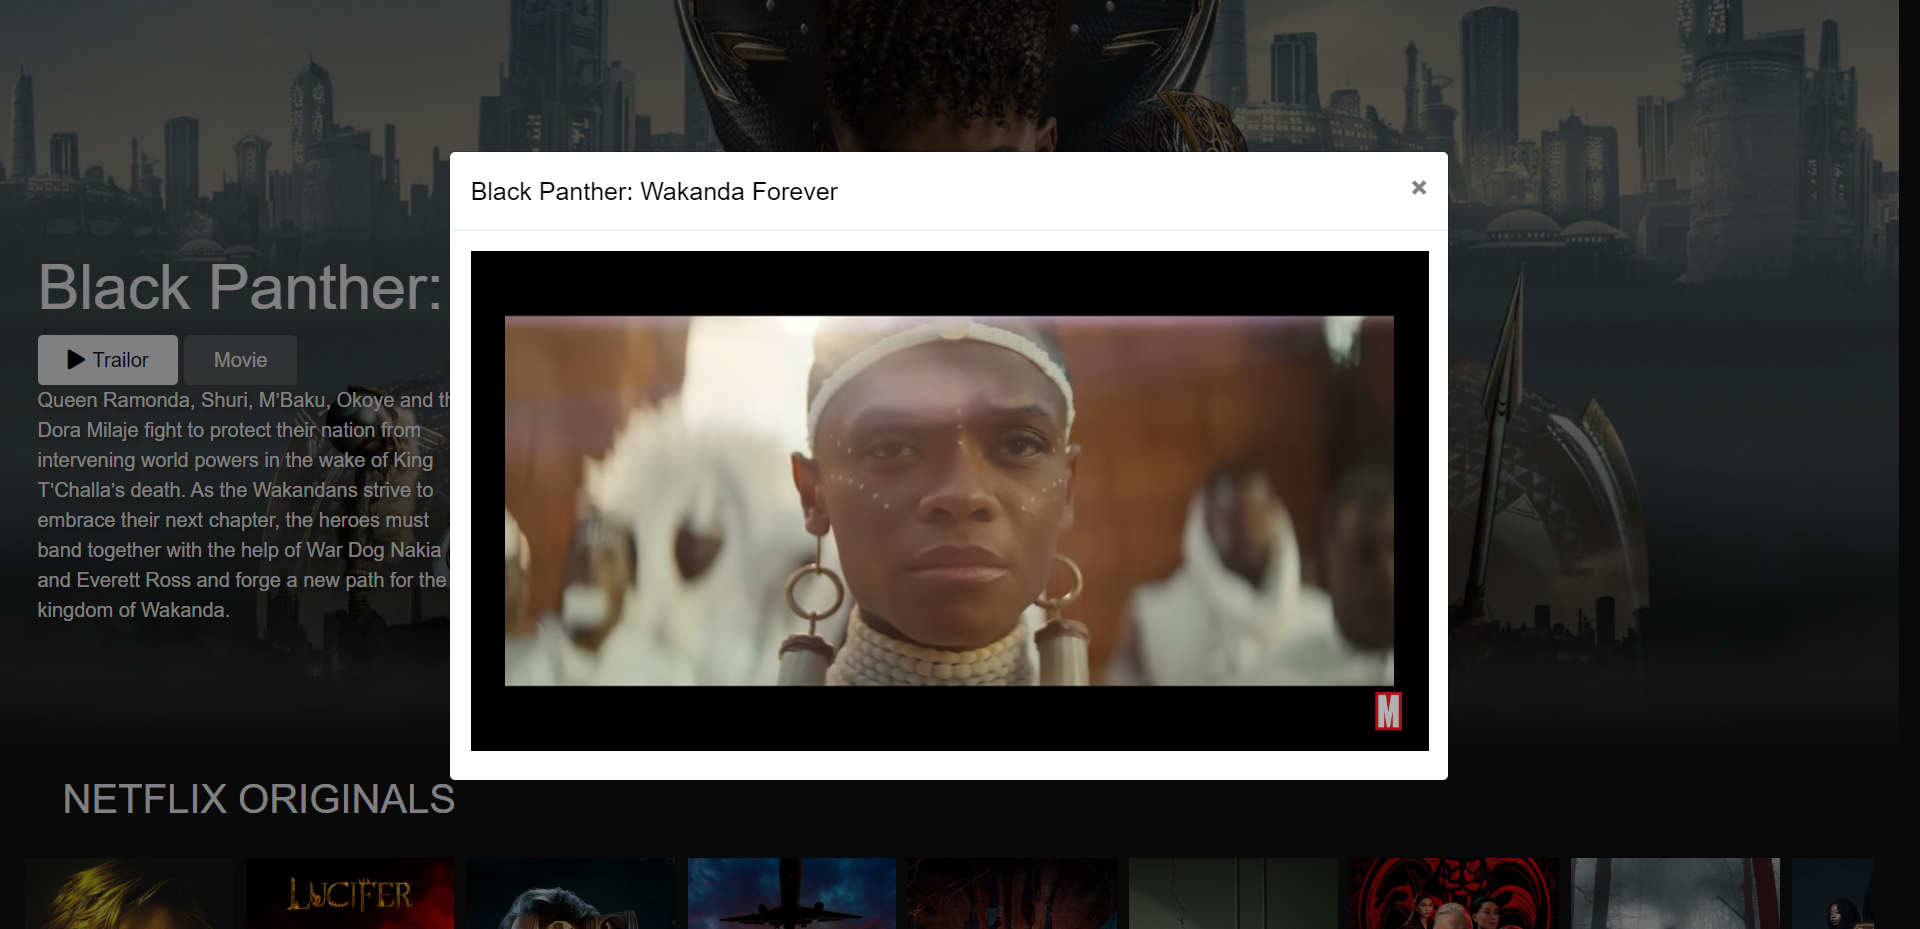 Black Panther: Wakanda Forever
×
Black Panther:
Trailor
Movie
Queen Ramonda, Shuri, M’Baku, Okoye and th
Dora Milaje fight to protect their nation from
intervening world powers in the wake of King
T’Challa’s death. As the Wakandans strive to
embrace their next chapter, the heroes must
band together with the help of War Dog Nakia
and Everett Ross and forge a new path for the
kingdom of Wakanda.
M
NETFLIX ORIGINALS
LUCIFER